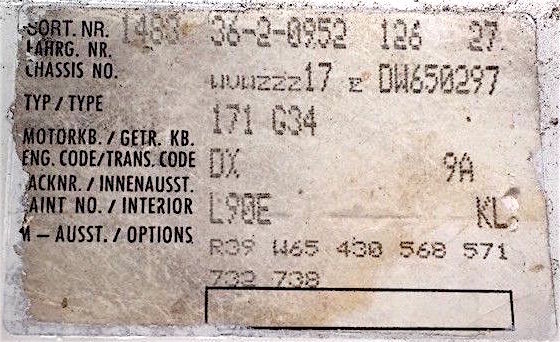 SORT. NR. 1483 36-2-0952 126 27
FAHRG. NR.
CHASSIS NO. WVWZZZ17 E DW650297
TYP / TYPE 171 G34
MOTORKB. / GETR. KB.
ENG. CODE/TRANS. CODE DX 9A
ACKNR. / INNENAUSST.
AINT NO. / INTERIOR L90E KL
M – AUSST. / OPTIONS R39 W65 430 568 571
739 738